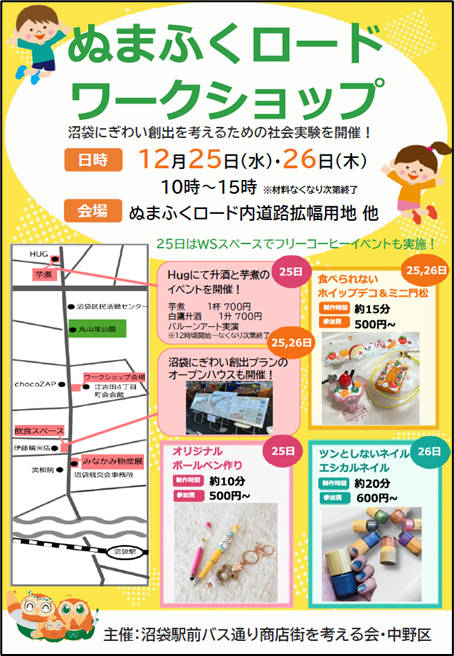 ぬまふくロード
ワークショップ
沼袋にぎわい創出を考えるための社会実験を開催！
日時 12月25日(水)・26日(木)
10時～15時 ※材料なくなり次第終了
会場 ぬまふくロード内道路拡幅用地 他
25日はWSスペースでフリーコーヒーイベントも実施！
HUG
芋煮
沼袋区民活動センター
丸山塚公園
ワークショップ会場
chocoZAP
江古田4丁目
町会会館
飲食スペース
伊藤精米店
みなかみ物産展
実相院
沼袋親交会事務所
沼袋駅
25日
Hugにて升酒と芋煮の
イベントを開催！
芋煮 1杯 700円
白鷹升酒 1升 700円
バルーンアート実演
※12時頃開始～なくなり次第終了
25,26日
沼袋にぎわい創出プランの
オープンハウスも開催！
25,26日
食べられない
ホイップデコ＆ミニ門松
制作時間 約15分
参加費 500円~
25日
オリジナル
ボールペン作り
制作時間 約10分
参加費 500円~
26日
ツンとしないネイル
エシカルネイル
制作時間 約20分
参加費 600円~
主催：沼袋駅前バス通り商店街を考える会・中野区